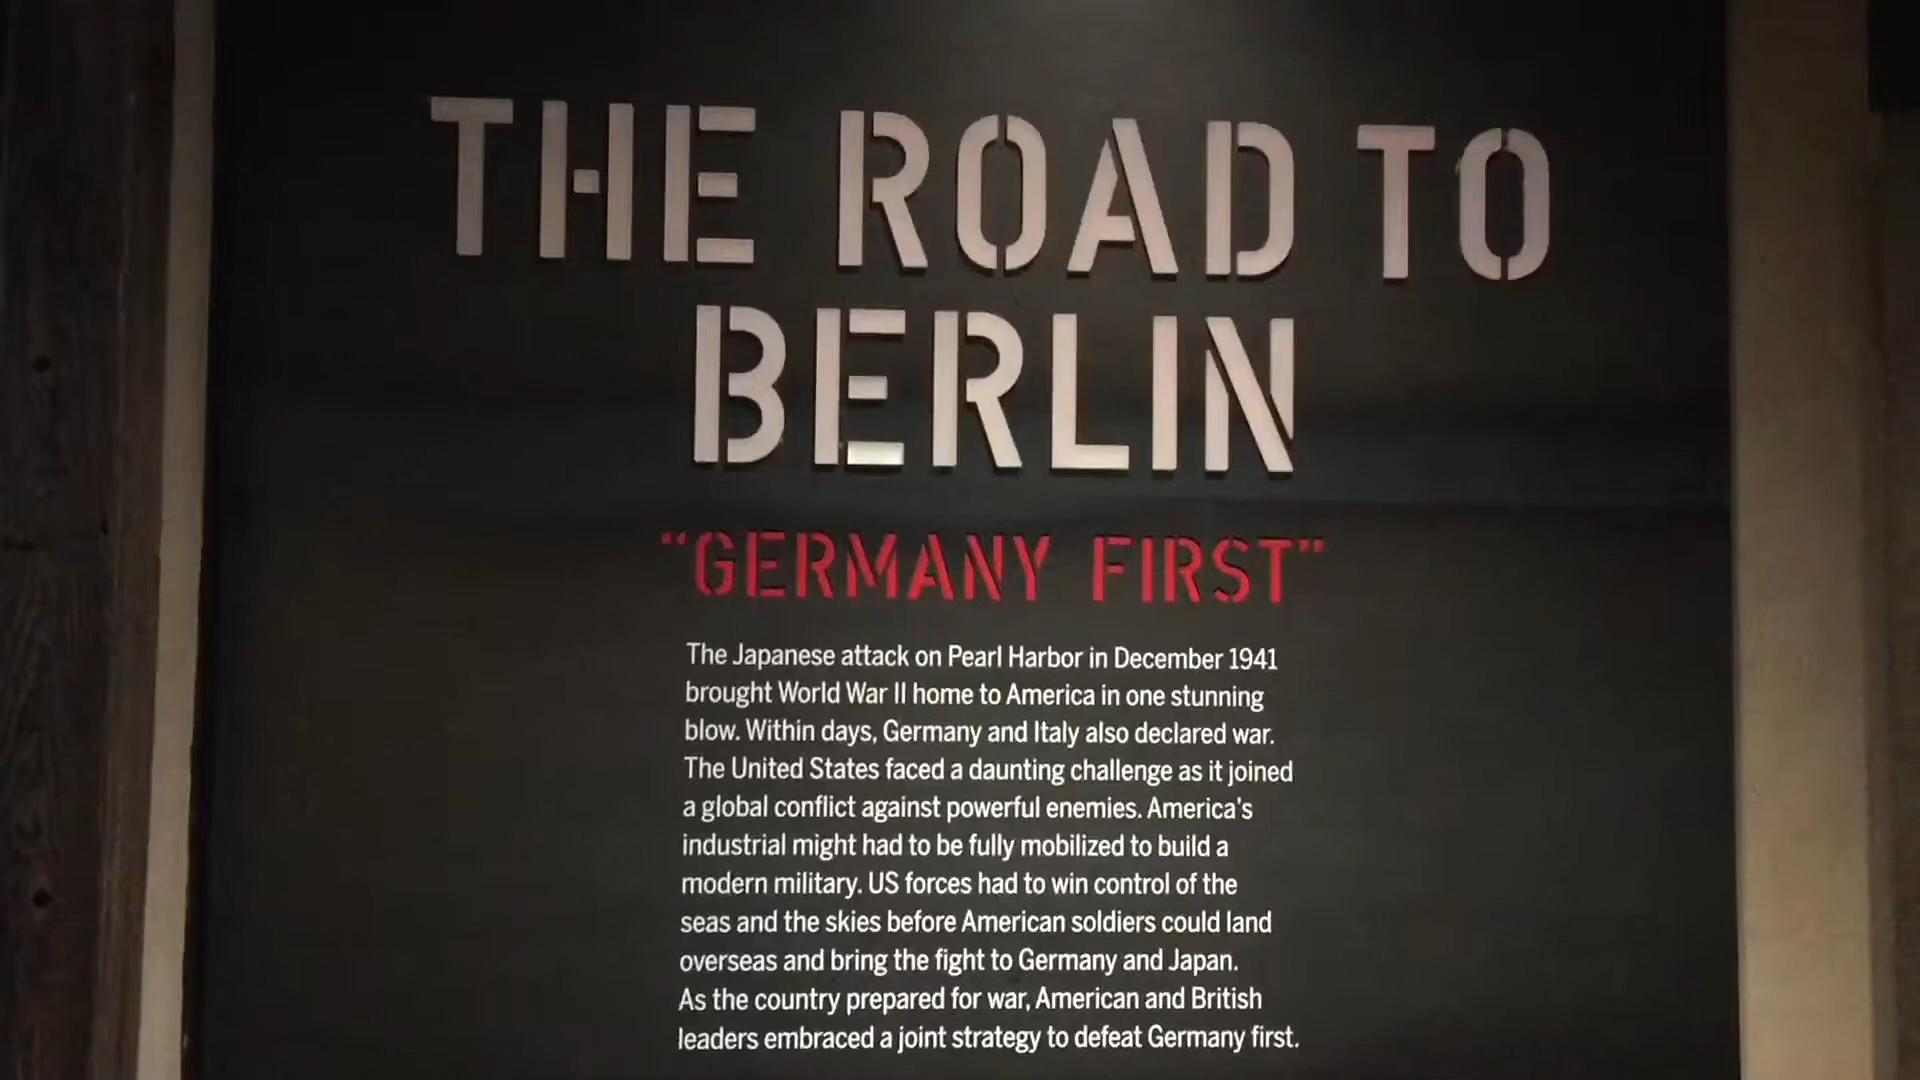 THE ROAD TO
BERLIN
“GERMANY FIRST”
The Japanese attack on Pearl Harbor in December 1941
brought World War II home to America in one stunning
blow. Within days, Germany and Italy also declared war.
The United States faced a daunting challenge as it joined
a global conflict against powerful enemies. America's
industrial might had to be fully mobilized to build a
modern military. US forces had to win control of the
seas and the skies before American soldiers could land
overseas and bring the fight to Germany and Japan.
As the country prepared for war, American and British
leaders embraced a joint strategy to defeat Germany first.